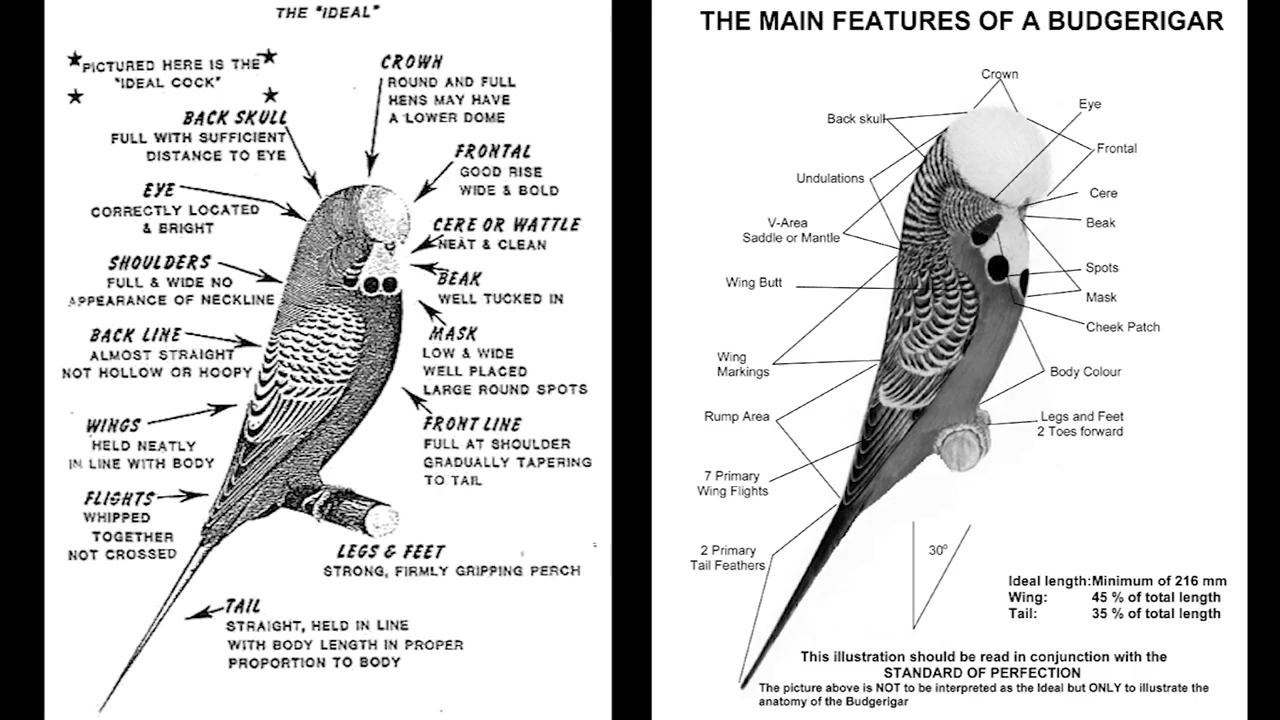 THE "IDEAL"
PICTURED HERE IS THE
"IDEAL COCK"
CROWN
ROUND AND FULL
HENS MAY HAVE
A LOWER DOME
BACK SKULL
FULL WITH SUFFICIENT
DISTANCE TO EYE
FRONTAL
GOOD RISE
WIDE & BOLD
EYE
CORRECTLY LOCATED
& BRIGHT
CERE OR WATTLE
NEAT & CLEAN
SHOULDERS
FULL & WIDE NO
APPEARANCE OF NECKLINE
BEAK
WELL TUCKED IN
BACK LINE
ALMOST STRAIGHT
NOT HOLLOW OR HOOPY
MASK
LOW & WIDE
WELL PLACED
LARGE ROUND SPOTS
WINGS
HELD NEATLY
IN LINE WITH BODY
FRONT LINE
FULL AT SHOULDER
GRADUALLY TAPERING
TO TAIL
FLIGHTS
WHIPPED
TOGETHER
NOT CROSSED
LEGS & FEET
STRONG, FIRMLY GRIPPING PERCH
TAIL
STRAIGHT, HELD IN LINE
WITH BODY LENGTH IN PROPER
PROPORTION TO BODY
THE MAIN FEATURES OF A BUDGERIGAR
Crown
Eye
Back skull
Frontal
Undulations
Cere
V-Area
Saddle or Mantle
Beak
Spots
Wing Butt
Mask
Cheek Patch
Wing
Markings
Body Colour
Rump Area
Legs and Feet
2 Toes forward
7 Primary
Wing Flights
2 Primary
Tail Feathers
30º
Ideal length: Minimum of 216 mm
Wing: 45 % of total length
Tail: 35 % of total length
This illustration should be read in conjunction with the
STANDARD OF PERFECTION
The picture above is NOT to be interpreted as the Ideal but ONLY to illustrate the
anatomy of the Budgerigar